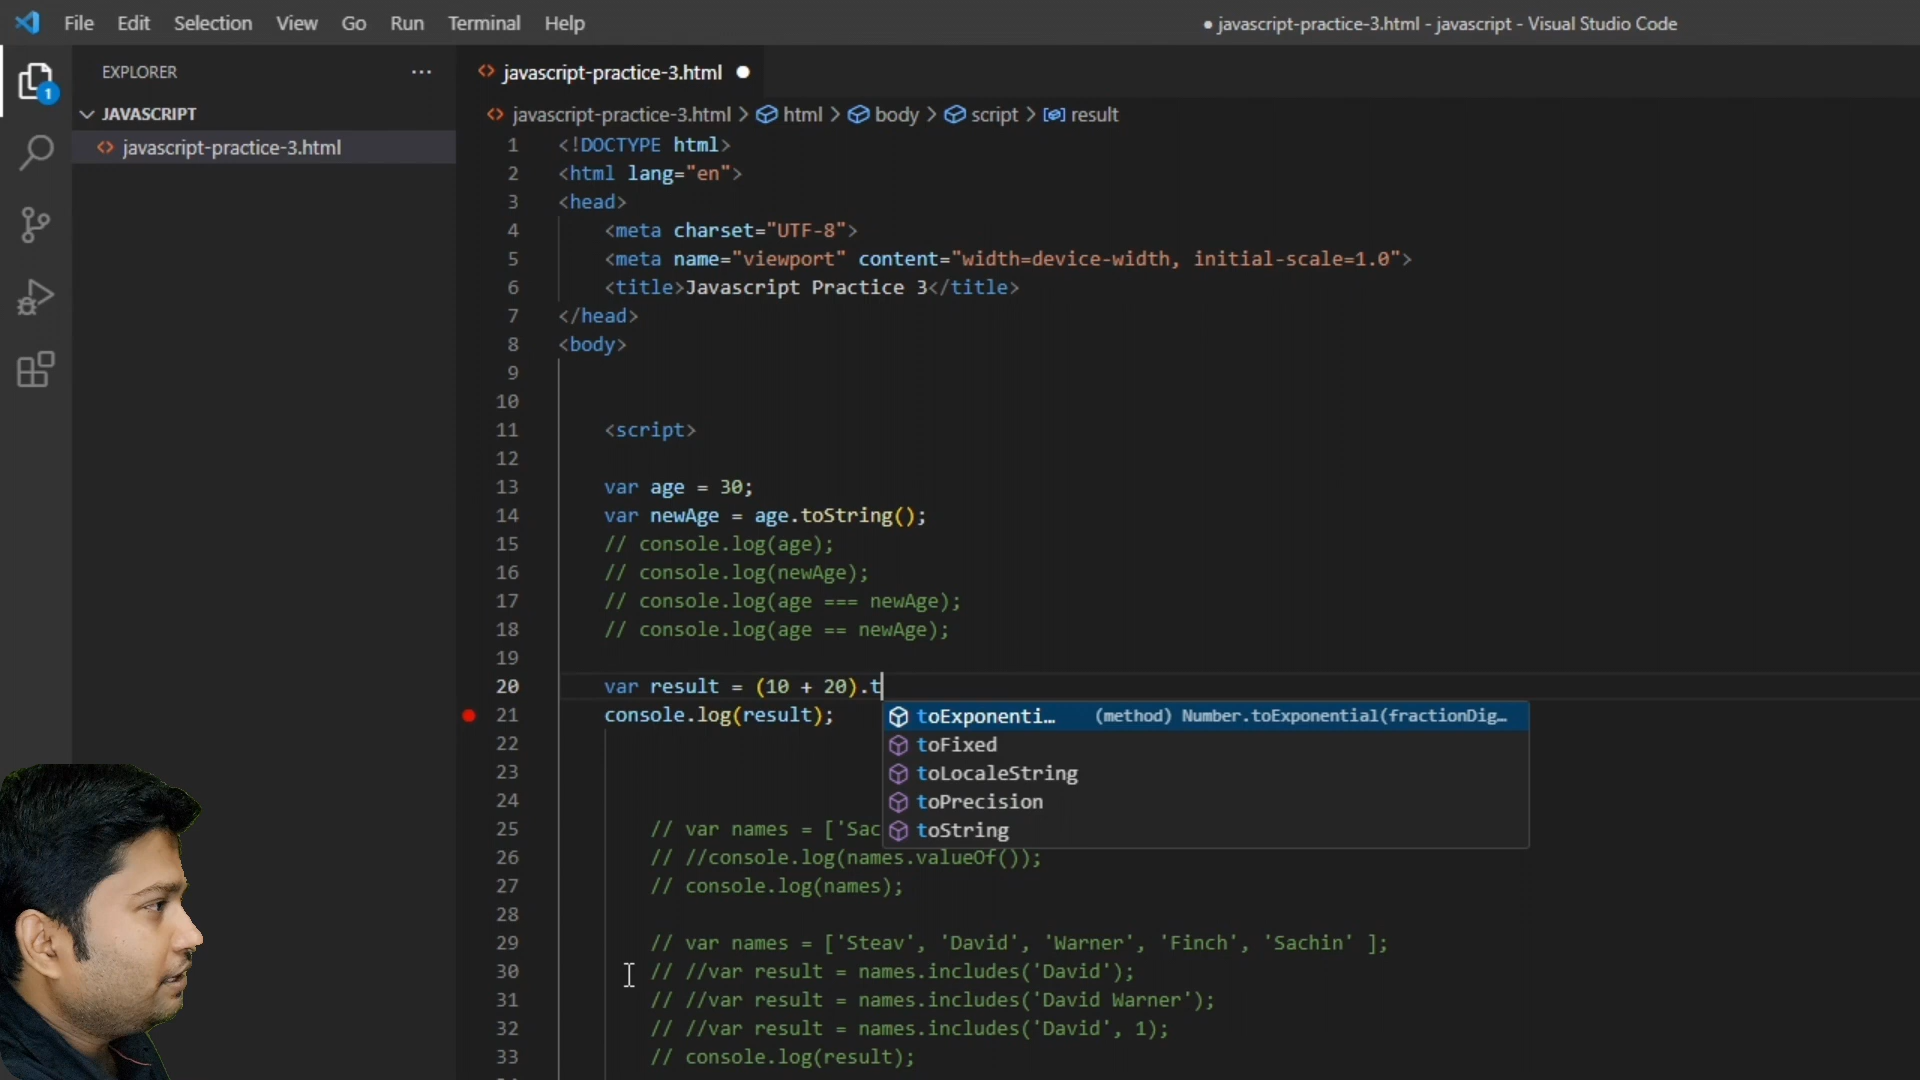 File Edit Selection View Go Run Terminal Help
● javascript-practice-3.html - javascript - Visual Studio Code
EXPLORER ...
JAVASCRIPT
javascript-practice-3.html
1
javascript-practice-3.html
javascript-practice-3.html > html > body > script > result
1 <!DOCTYPE html>
2 <html lang="en">
3 <head>
4 <meta charset="UTF-8">
5 <meta name="viewport" content="width=device-width, initial-scale=1.0">
6 <title>Javascript Practice 3</title>
7 </head>
8 <body>
9
10
11 <script>
12
13 var age = 30;
14 var newAge = age.toString();
15 // console.log(age);
16 // console.log(newAge);
17 // console.log(age === newAge);
18 // console.log(age == newAge);
19
20 var result = (10 + 20).t
21 console.log(result);
toExponenti… (method) Number.toExponential(fractionDig…
toFixed
toLocaleString
toPrecision
toString
22
23
24
25 // var names = ['Sac
26 // //console.log(names.valueOf());
27 // console.log(names);
28
29 // var names = ['Steav', 'David', 'Warner', 'Finch', 'Sachin' ];
30 // //var result = names.includes('David');
31 // //var result = names.includes('David Warner');
32 // //var result = names.includes('David', 1);
33 // console.log(result);